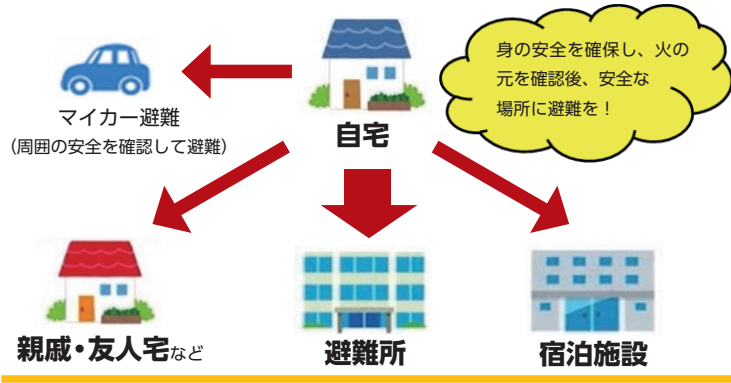 身の安全を確保し、火の
元を確認後、安全な
場所に避難を！
マイカー避難
（周囲の安全を確認して避難）
自宅
親戚・友人宅など
避難所
宿泊施設